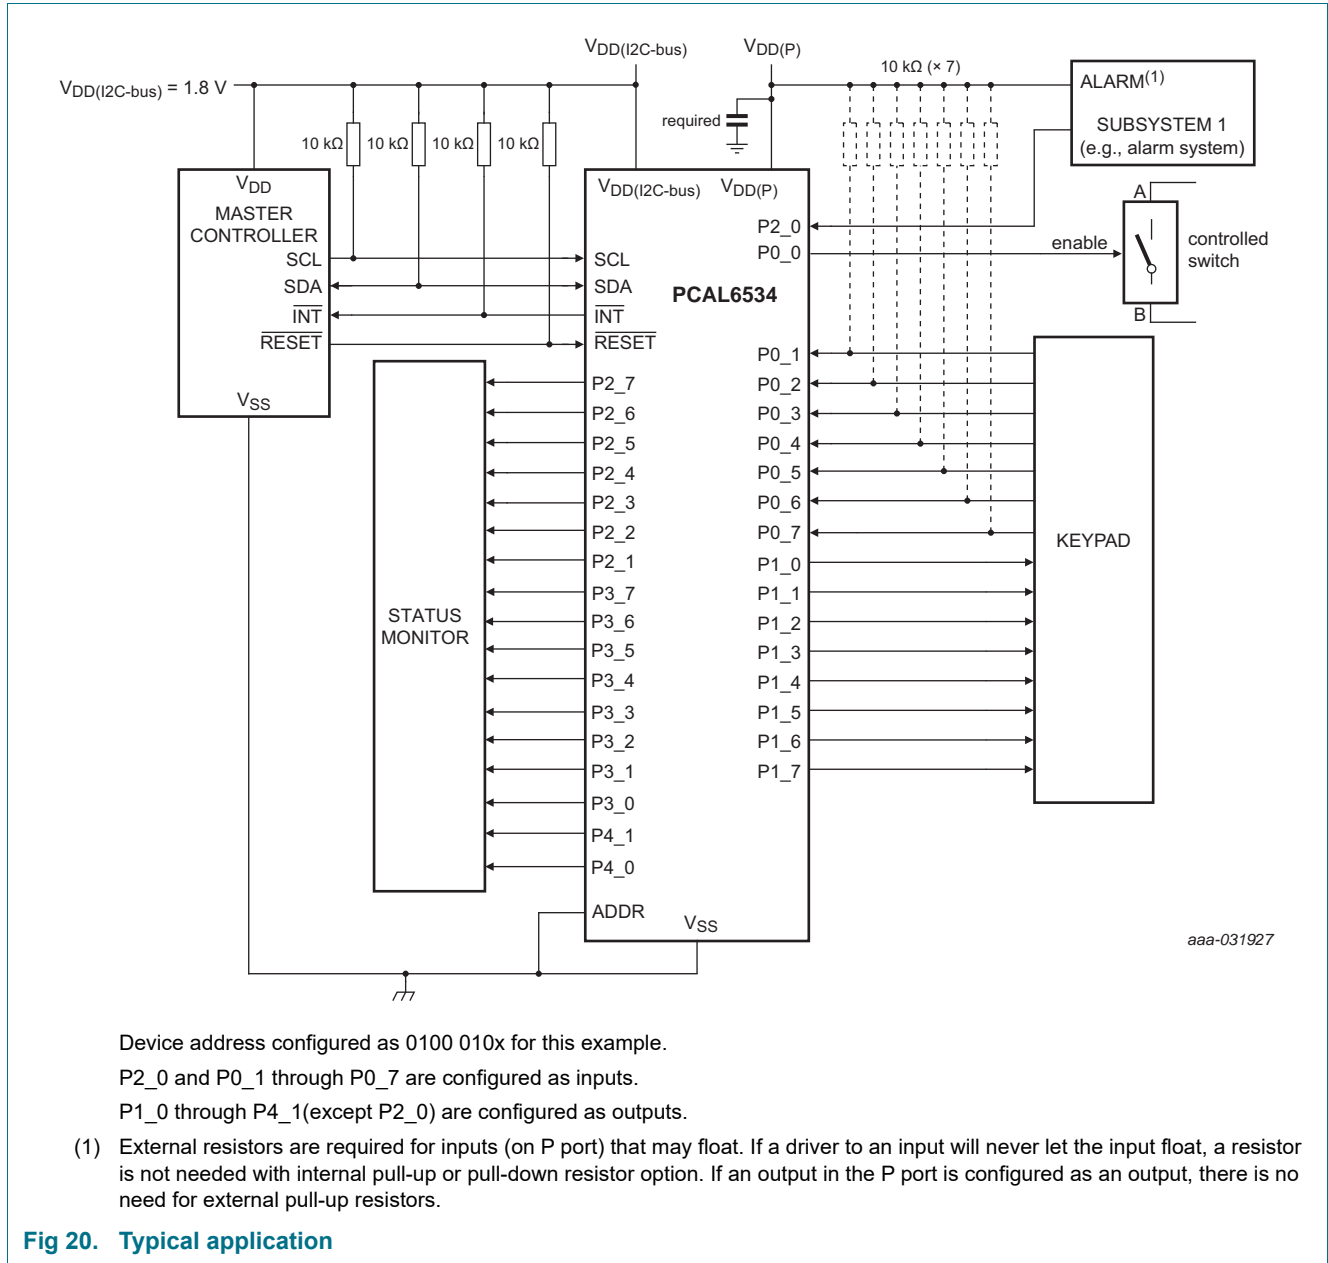 VDD(I2C-bus)
VDD(P)
VDD(I2C-bus) = 1.8 V
10 kΩ (× 7)
required
10 kΩ
10 kΩ
10 kΩ
10 kΩ
ALARM(1)
SUBSYSTEM 1
(e.g., alarm system)
VDD
MASTER
CONTROLLER
SCL
SDA
INT
RESET
VSS
VDD(I2C-bus)
VDD(P)
SCL
SDA
INT
RESET
PCAL6534
P2_0
P0_0
enable
A
B
controlled
switch
P2_7
P2_6
P2_5
P2_4
P2_3
P2_2
P2_1
P3_7
P3_6
P3_5
P3_4
P3_3
P3_2
P3_1
P3_0
P4_1
P4_0
ADDR
VSS
STATUS
MONITOR
P0_1
P0_2
P0_3
P0_4
P0_5
P0_6
P0_7
P1_0
P1_1
P1_2
P1_3
P1_4
P1_5
P1_6
P1_7
KEYPAD
aaa-031927
Device address configured as 0100 010x for this example.
P2_0 and P0_1 through P0_7 are configured as inputs.
P1_0 through P4_1(except P2_0) are configured as outputs.
(1) External resistors are required for inputs (on P port) that may float. If a driver to an input will never let the input float, a resistor
is not needed with internal pull-up or pull-down resistor option. If an output in the P port is configured as an output, there is no
need for external pull-up resistors.
Fig 20. Typical application